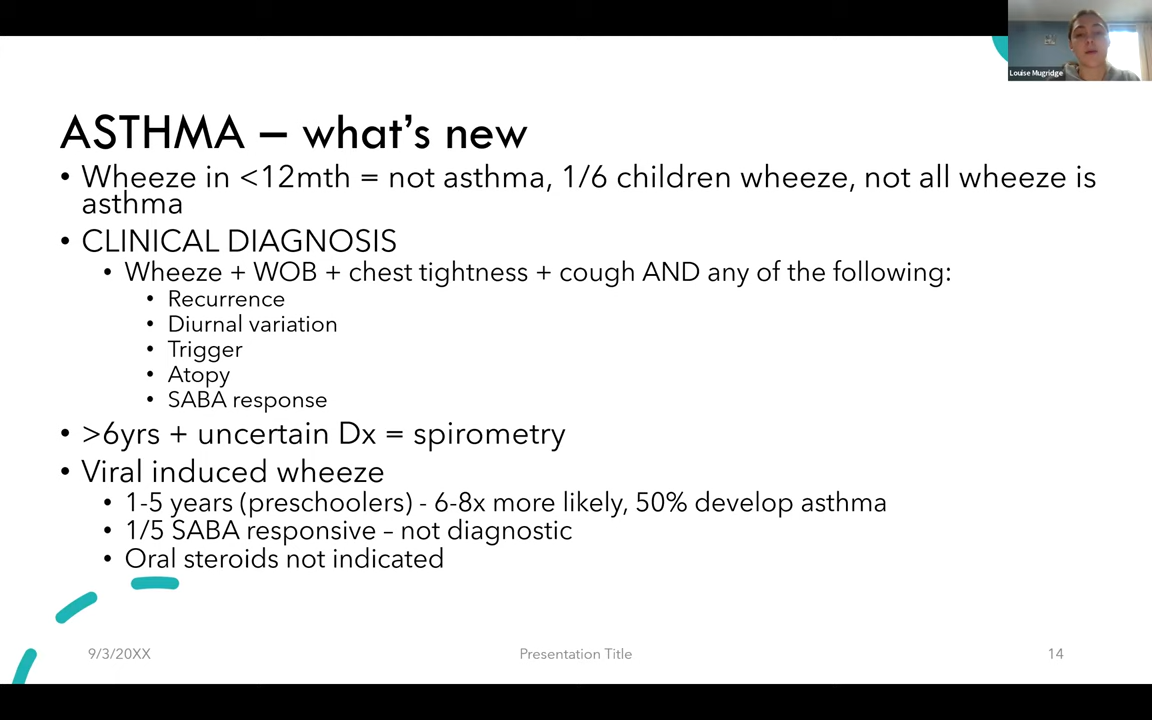 Louise Mugridge
ASTHMA – what's new
• Wheeze in <12mth = not asthma, 1/6 children wheeze, not all wheeze is
asthma
• CLINICAL DIAGNOSIS
• Wheeze + WOB + chest tightness + cough AND any of the following:
• Recurrence
• Diurnal variation
• Trigger
• Atopy
• SABA response
• >6yrs + uncertain Dx = spirometry
• Viral induced wheeze
• 1-5 years (preschoolers) - 6-8x more likely, 50% develop asthma
• 1/5 SABA responsive – not diagnostic
• Oral steroids not indicated
9/3/20XX
Presentation Title
14